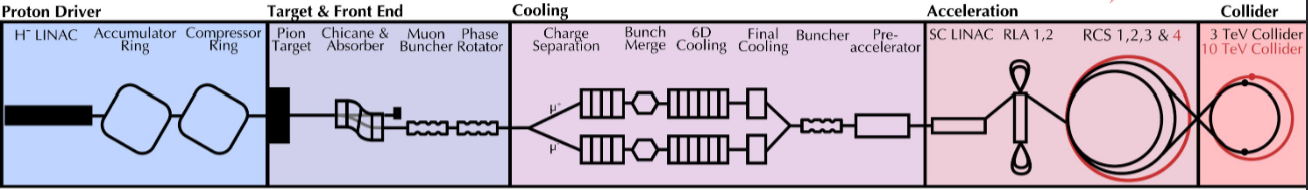 Proton Driver
Target & Front End
Cooling
Acceleration
Collider
H⁻ LINAC
Accumulator
Ring
Compressor
Ring
Pion
Target
Chicane &
Absorber
Muon
Buncher
Phase
Rotator
Charge
Separation
Bunch
Merge
6D
Cooling
Final
Cooling
Buncher
Pre-
accelerator
SC LINAC
RLA 1,2
RCS 1,2,3 & 4
3 TeV Collider
10 TeV Collider
μ⁻